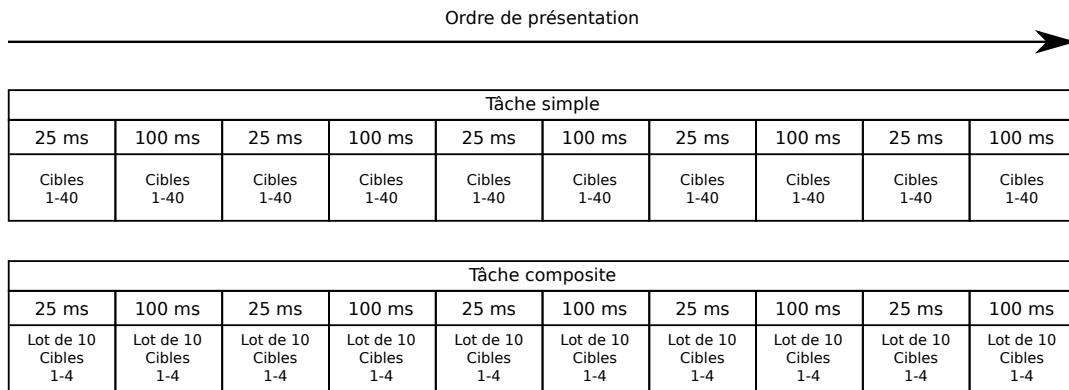 Ordre de présentation
Tâche simple
25 ms 100 ms 25 ms 100 ms 25 ms 100 ms 25 ms 100 ms 25 ms 100 ms
Cibles Cibles Cibles Cibles Cibles Cibles Cibles Cibles Cibles Cibles
1-40 1-40 1-40 1-40 1-40 1-40 1-40 1-40 1-40 1-40
Tâche composite
25 ms 100 ms 25 ms 100 ms 25 ms 100 ms 25 ms 100 ms 25 ms 100 ms
Lot de 10 Lot de 10 Lot de 10 Lot de 10 Lot de 10 Lot de 10 Lot de 10 Lot de 10 Lot de 10 Lot de 10
Cibles Cibles Cibles Cibles Cibles Cibles Cibles Cibles Cibles Cibles
1-4 1-4 1-4 1-4 1-4 1-4 1-4 1-4 1-4 1-4